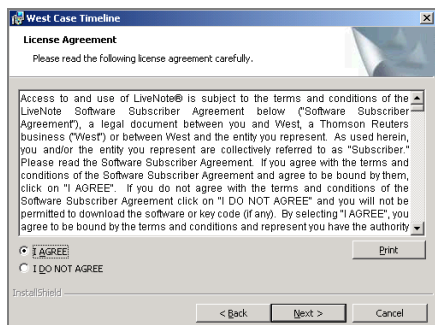 West Case Timeline
License Agreement
Please read the following license agreement carefully.
Access to and use of LiveNote® is subject to the terms and conditions of the
LiveNote Software Subscriber Agreement below ("Software Subscriber
Agreement"), a legal document between you and West, a Thomson Reuters
business ("West") or between West and the entity you represent. As used herein,
you and/or the entity you represent are collectively referred to as "Subscriber."
Please read the Software Subscriber Agreement. If you agree with the terms and
conditions of the Software Subscriber Agreement and agree to be bound by them,
click on "I AGREE". If you do not agree with the terms and conditions of the
Software Subscriber Agreement click on "I DO NOT AGREE" and you will not be
permitted to download the software or key code (if any). By selecting "I AGREE", you
agree to be bound by the terms and conditions and represent you have the authority
I AGREE
Print
I DO NOT AGREE
InstallShield
< Back
Next >
Cancel